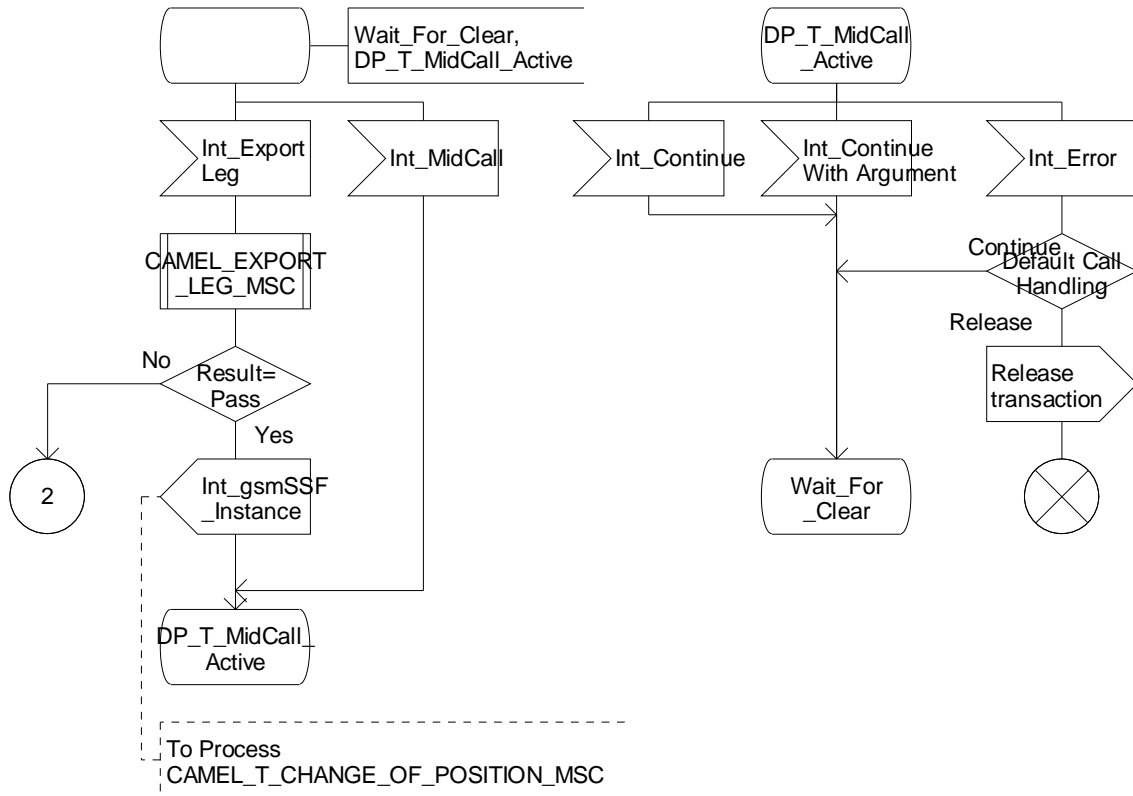 Wait_For_Clear,
DP_T_MidCall_Active
Int_Export
Leg
Int_MidCall
CAMEL_EXPORT
_LEG_MSC
No
Result=
Pass
Yes
2
Int_gsmSSF
_Instance
DP_T_MidCall_
Active
To Process
CAMEL_T_CHANGE_OF_POSITION_MSC
DP_T_MidCall
_Active
Int_Continue
Int_Continue
With Argument
Int_Error
Continue
Default Call
Handling
Release
Release
transaction
Wait_For
_Clear